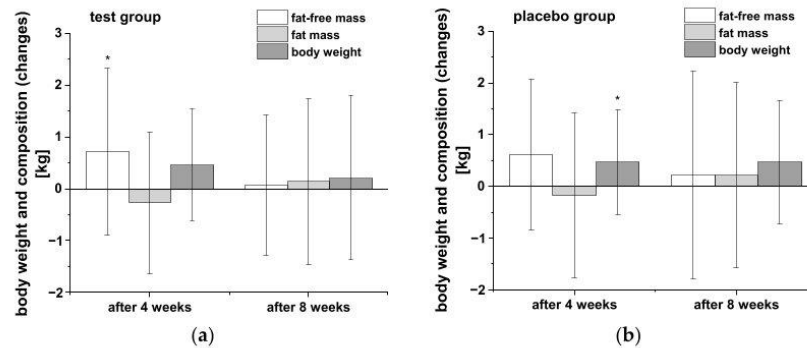 test group
fat-free mass
fat mass
body weight
body weight and composition (changes)
[kg]
3
2
1
0
−1
−2
*
after 4 weeks
after 8 weeks
(a)
placebo group
fat-free mass
fat mass
body weight
body weight and composition (changes)
[kg]
3
2
1
0
−1
−2
*
after 4 weeks
after 8 weeks
(b)